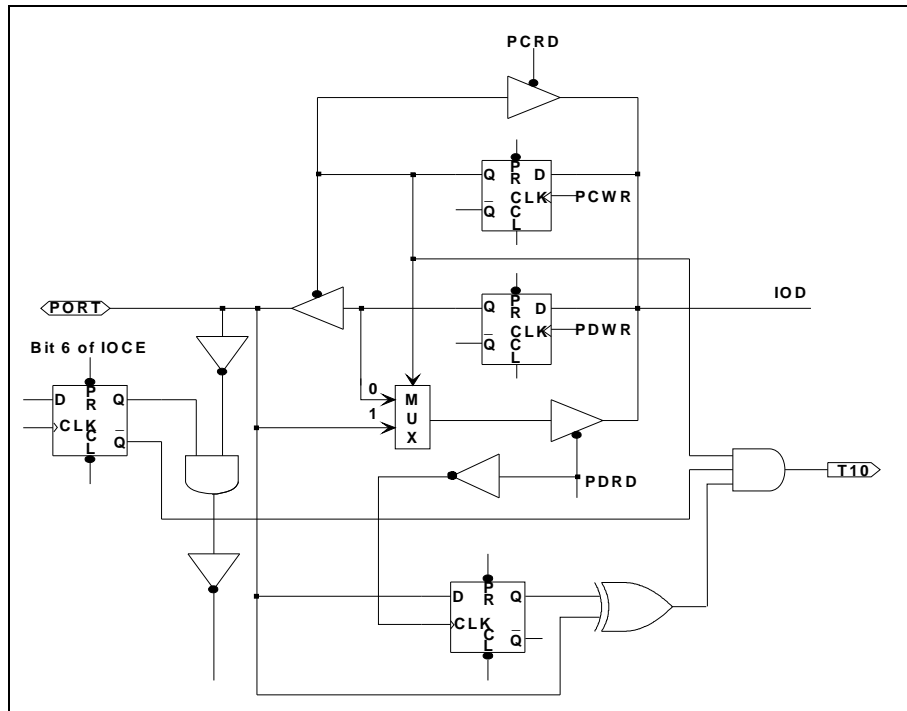 PCRD
Q PR D
CLK PCWR
Q CL
PORT
IOD
Q PR D
CLK PDWR
Q CL
Bit 6 of IOCE
D PR Q
CLK
CL Q
0
1
MUX
PDRD
T10
D PR Q
CLK
CL Q